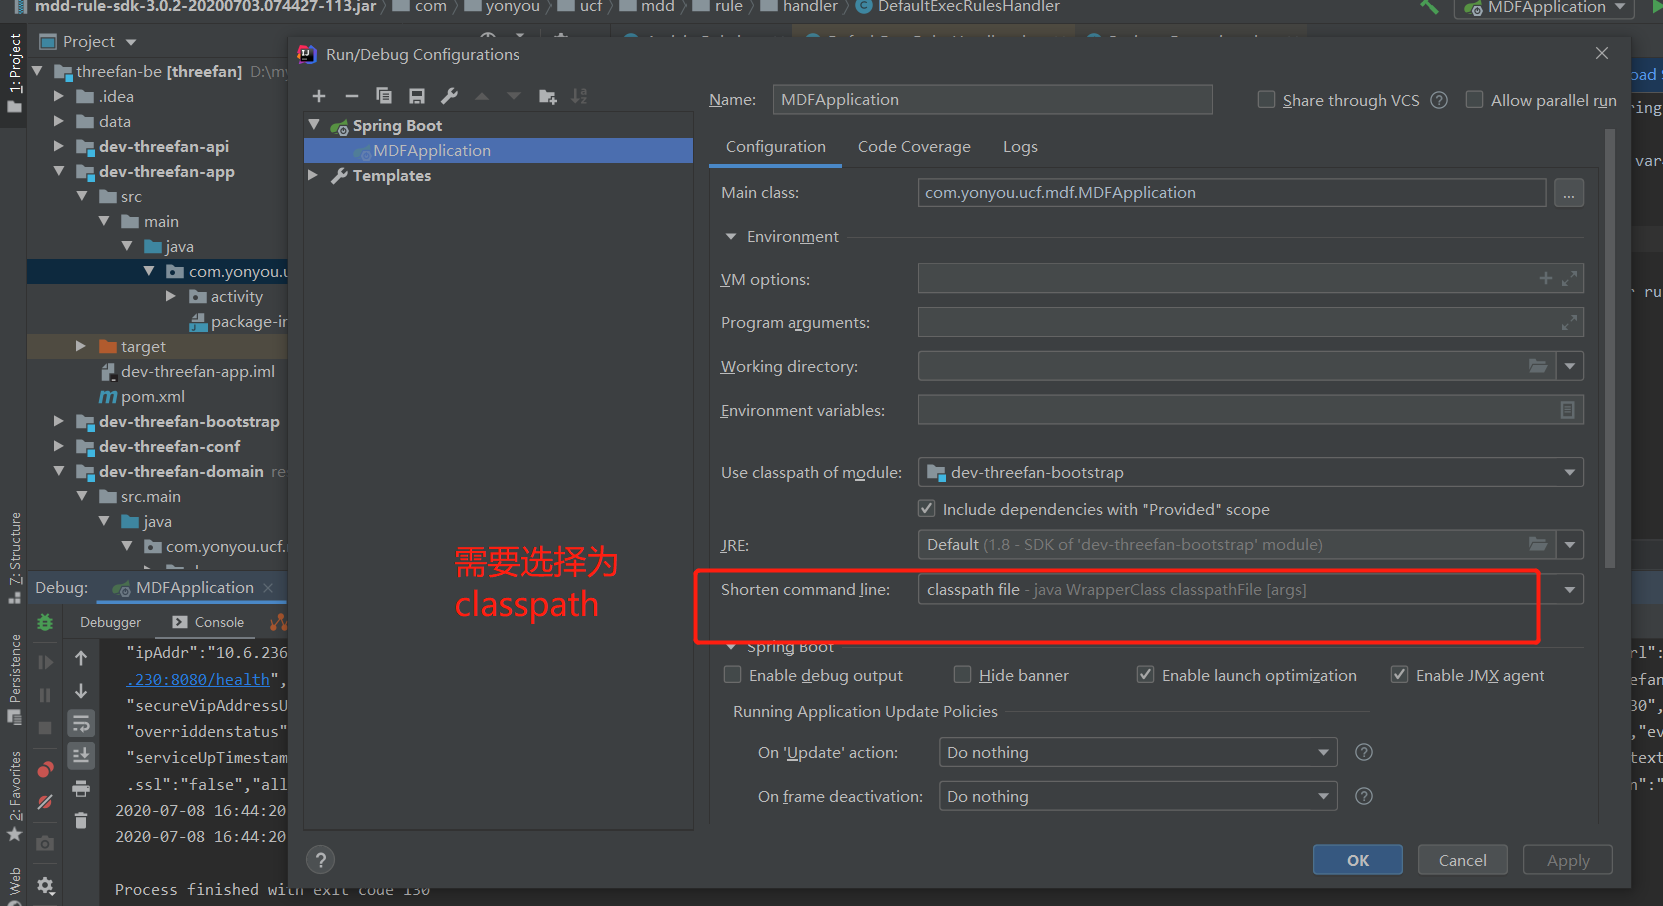 mdd-rule-sdk-3.0.2-20200703.074427-113.jar com yonyou ucf mdd rule handler DefaultExecRulesHandler
MDFApplication
1: Project
Project
threefan-be [threefan] D:\my
.idea
data
dev-threefan-api
dev-threefan-app
src
main
java
com.yonyou.u
activity
package-in
target
dev-threefan-app.iml
pom.xml
dev-threefan-bootstrap
dev-threefan-conf
dev-threefan-domain
src.main
java
com.yonyou.ucf.
Z: Structure
Persistence
2: Favorites
Web
Run/Debug Configurations
Spring Boot
MDFApplication
Templates
Name: MDFApplication
Share through VCS
Allow parallel run
Configuration Code Coverage Logs
Main class: com.yonyou.ucf.mdf.MDFApplication ...
Environment
VM options:
Program arguments:
Working directory:
Environment variables:
Use classpath of module: dev-threefan-bootstrap
Include dependencies with "Provided" scope
JRE: Default (1.8 - SDK of 'dev-threefan-bootstrap' module)
需要选择为
classpath
Shorten command line: classpath file - java WrapperClass classpathFile [args]
Spring Boot
Enable debug output Hide banner Enable launch optimization Enable JMX agent
Running Application Update Policies
On 'Update' action: Do nothing
On frame deactivation: Do nothing
? OK Cancel Apply
Debug: MDFApplication
Debugger Console
"ipAddr":"10.6.236
.230:8080/health",
"secureVipAddressU
"overriddenstatus"
"serviceUpTimestam
.ssl":"false","all
2020-07-08 16:44:20
2020-07-08 16:44:20
Process finished with exit code 130